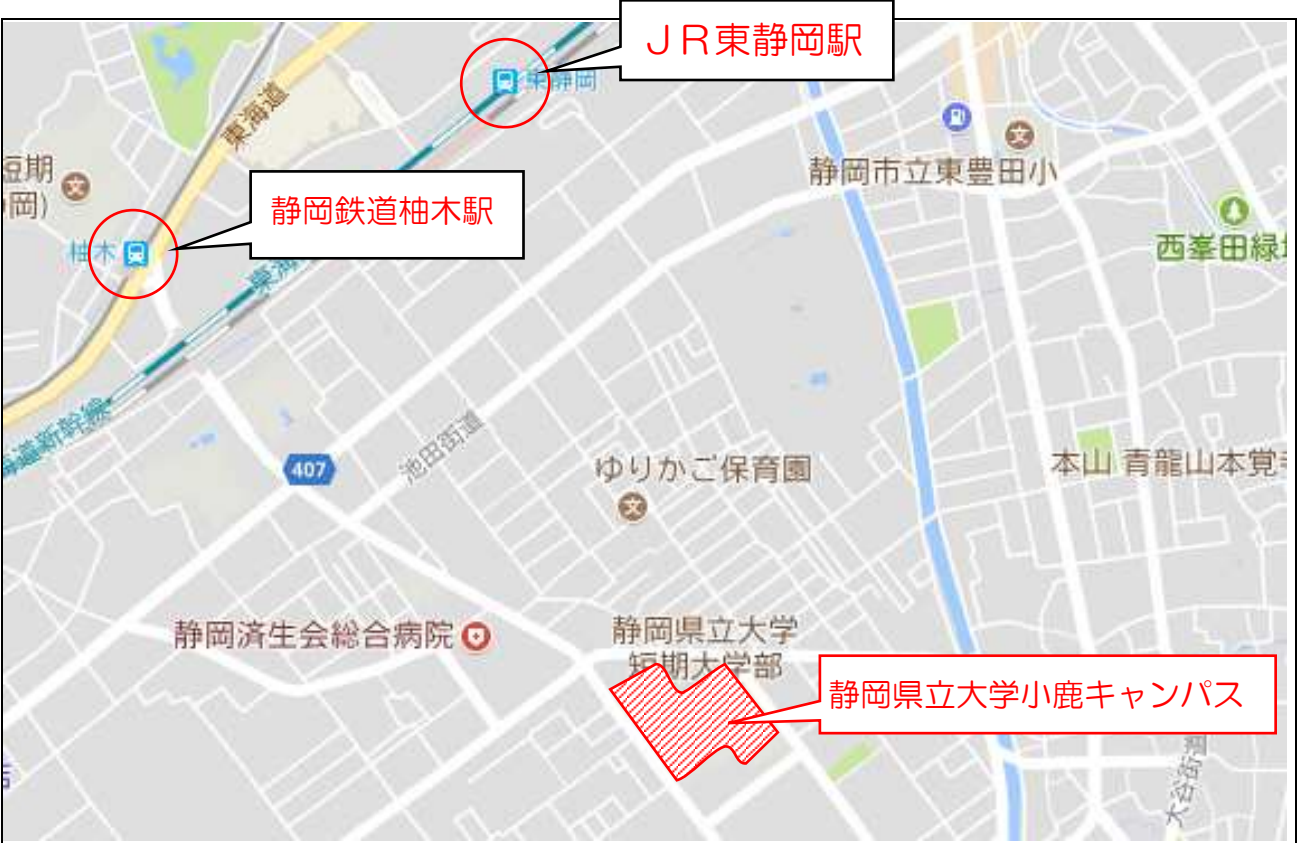 JR東静岡駅
東静岡
東海道
静岡市立東豊田小
短期
岡)
静岡鉄道柚木駅
柚木
西峯田緑
東海
海道新幹線
407
池田街道
ゆりかご保育園
本山 青龍山本覚寺
静岡済生会総合病院
静岡県立大学
短期大学部
静岡県立大学小鹿キャンパス
大谷街道